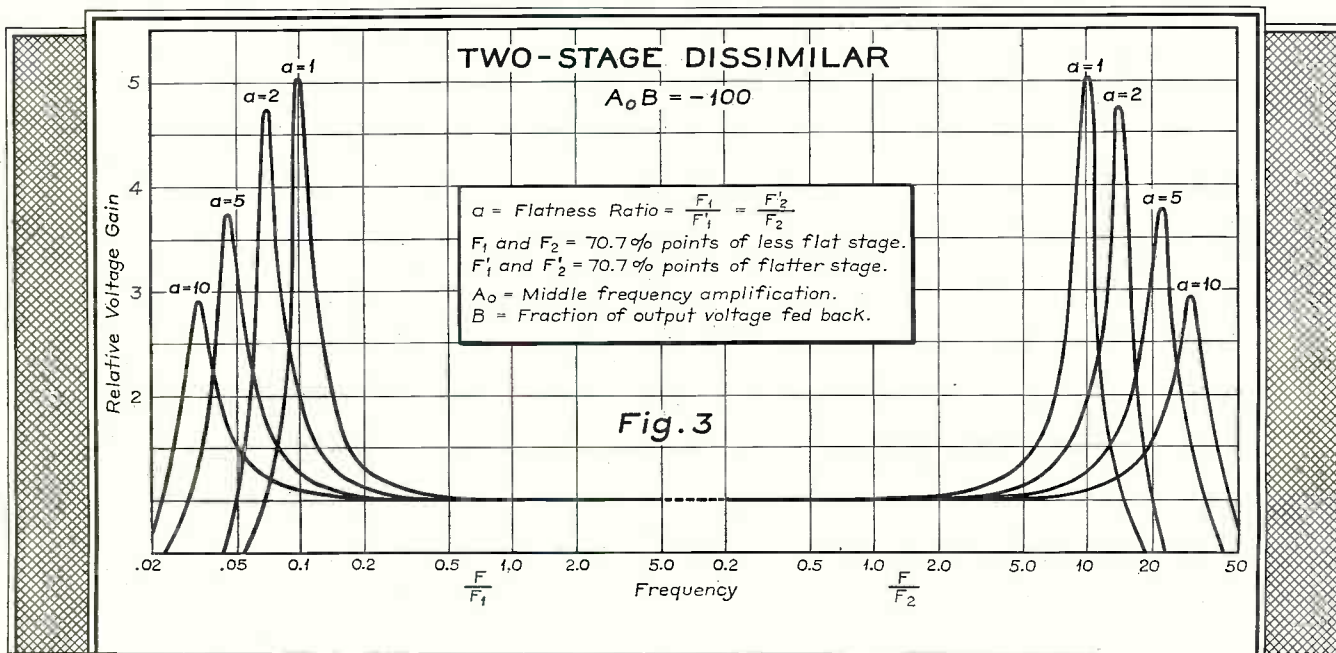 TWO-STAGE DISSIMILAR
A₀B = -100
a=1
a=2
a=5
a=10
a=1
a=2
a=5
a=10
a = Flatness Ratio = F₁/F'₁ = F'₂/F₂
F₁ and F₂ = 70.7% points of less flat stage.
F'₁ and F'₂ = 70.7% points of flatter stage.
A₀ = Middle frequency amplification.
B = Fraction of output voltage fed back.
Fig. 3
Relative Voltage Gain
5
4
3
2
.02 .05 0.1 0.2 0.5 1.0 2.0 0.2 0.5 1.0 2.0 5.0 10 20 50
F/F₁ Frequency F/F₂